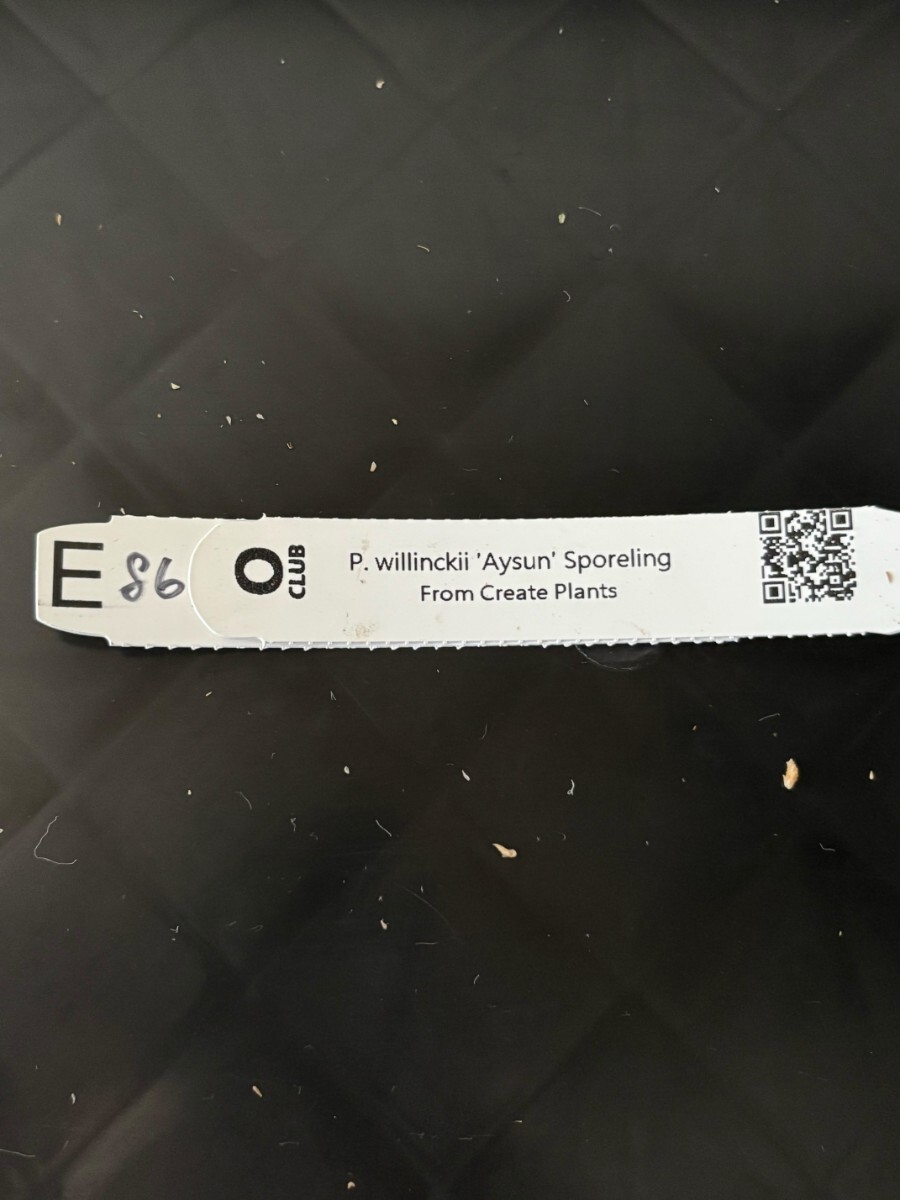 E 86
O CLUB
P. willinckii 'Aysun' Sporeling
From Create Plants